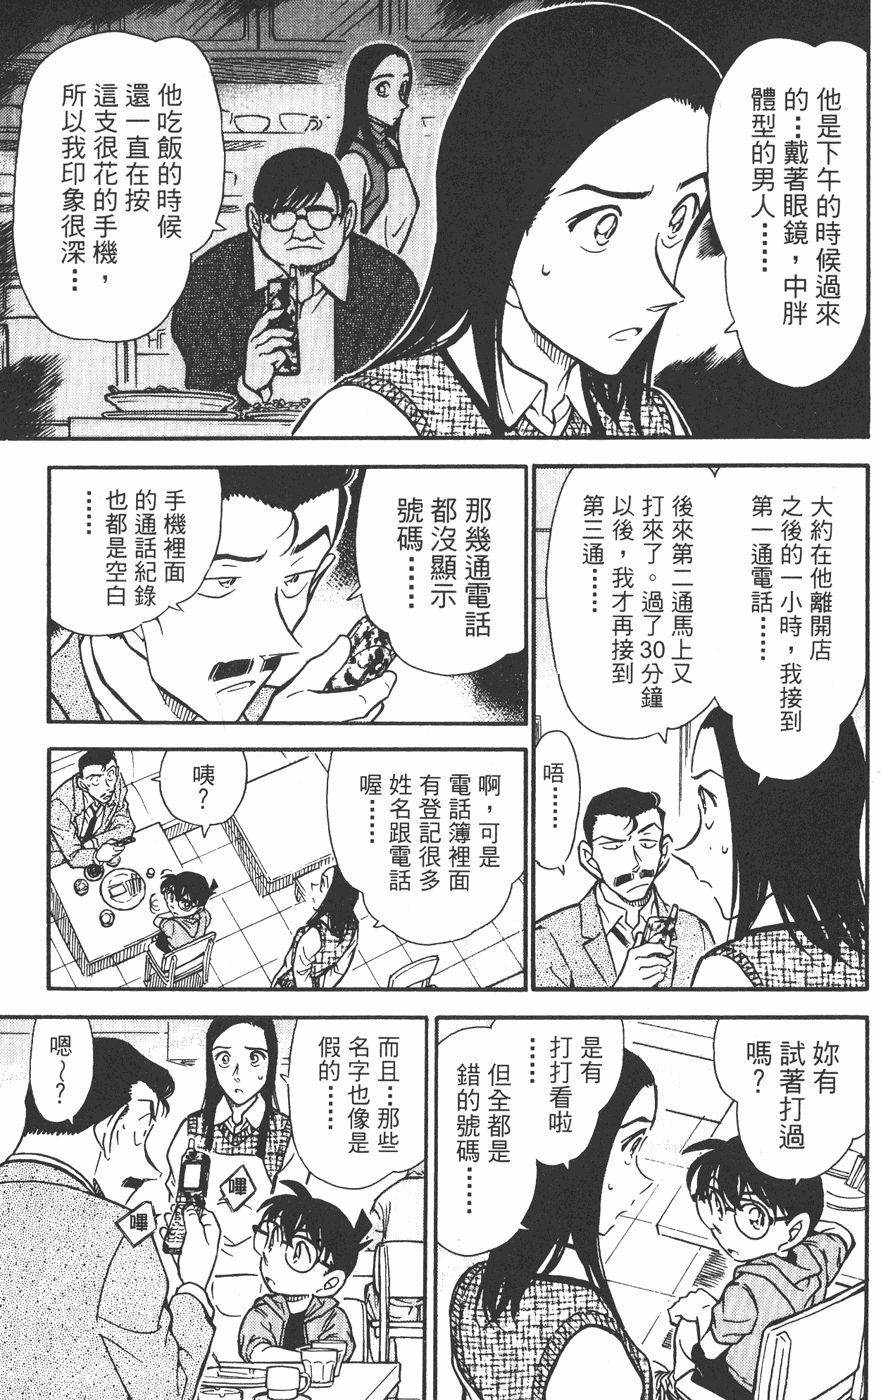 他是下午的時候過來
的…戴著眼鏡，中胖
體型的男人……
他吃飯的時候
還一直在按
這支很花的手機，
所以我印象很深…
大約在他離開店
之後的一小時，我接到
第一通電話……
後來第二通馬上又
打來了。過了30分鐘
以後，我才再接到
第三通……
唔……
那幾通電話
都沒顯示
號碼……
手機裡面
的通話紀錄
也都是空白
……
啊，可是
電話簿裡面
有登記很多
姓名跟電話
喔……
咦？
妳有
試著打過
嗎？
是有
打打看啦
……
但全都是
錯的號碼……
而且…那些
名字也像是
假的……
嗶
嗶
嗯～？